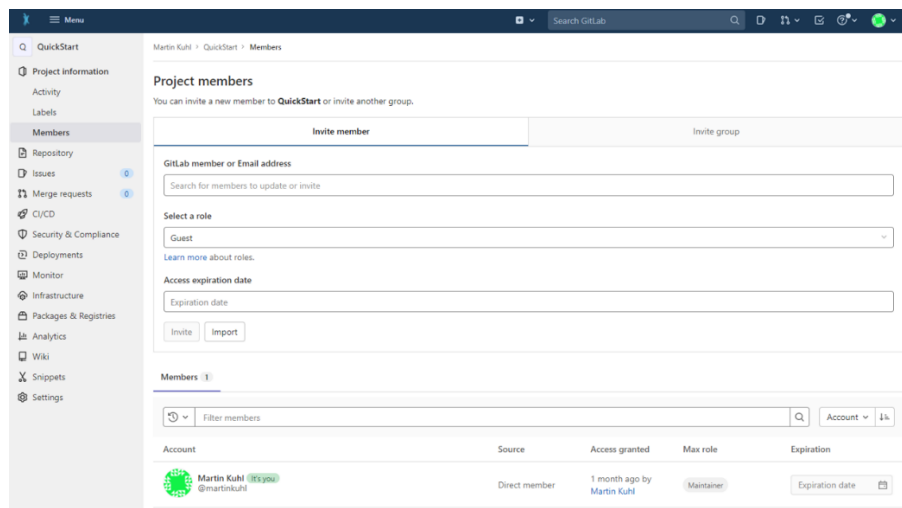 Menu
Search GitLab
Q QuickStart
Project information
Activity
Labels
Members
Repository
Issues 0
Merge requests 0
CI/CD
Security & Compliance
Deployments
Monitor
Infrastructure
Packages & Registries
Analytics
Wiki
Snippets
Settings
Martin Kuhl > QuickStart > Members
Project members
You can invite a new member to QuickStart or invite another group.
Invite member Invite group
GitLab member or Email address
Search for members to update or invite
Select a role
Guest
Learn more about roles.
Access expiration date
Expiration date
Invite Import
Members 1
Filter members Account
Account Source Access granted Max role Expiration
Martin Kuhl It's you
@martinkuhl
Direct member
1 month ago by
Martin Kuhl
Maintainer
Expiration date